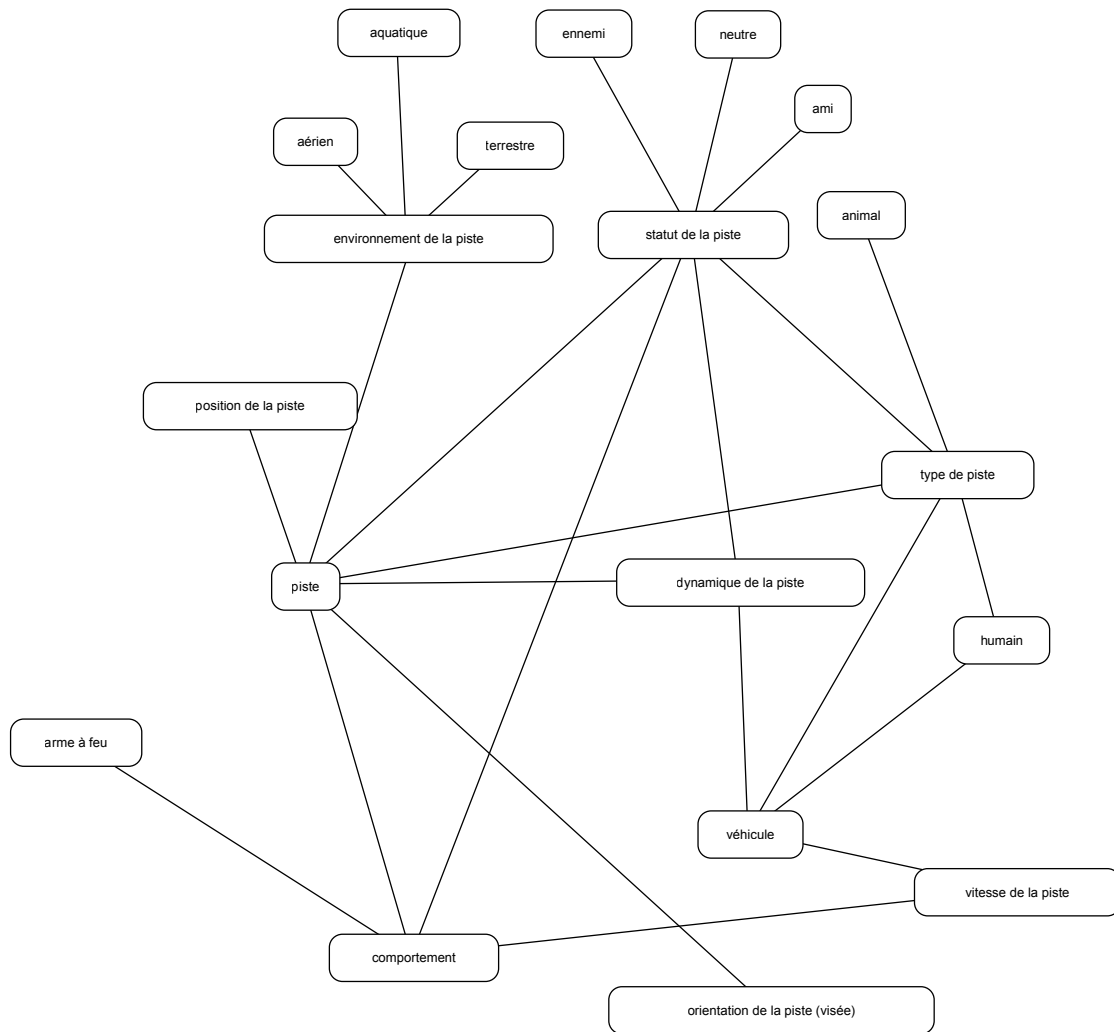 aquatique
ennemi
neutre
ami
aérien
terrestre
animal
environnement de la piste
statut de la piste
position de la piste
type de piste
piste
dynamique de la piste
humain
arme à feu
véhicule
vitesse de la piste
comportement
orientation de la piste (visée)